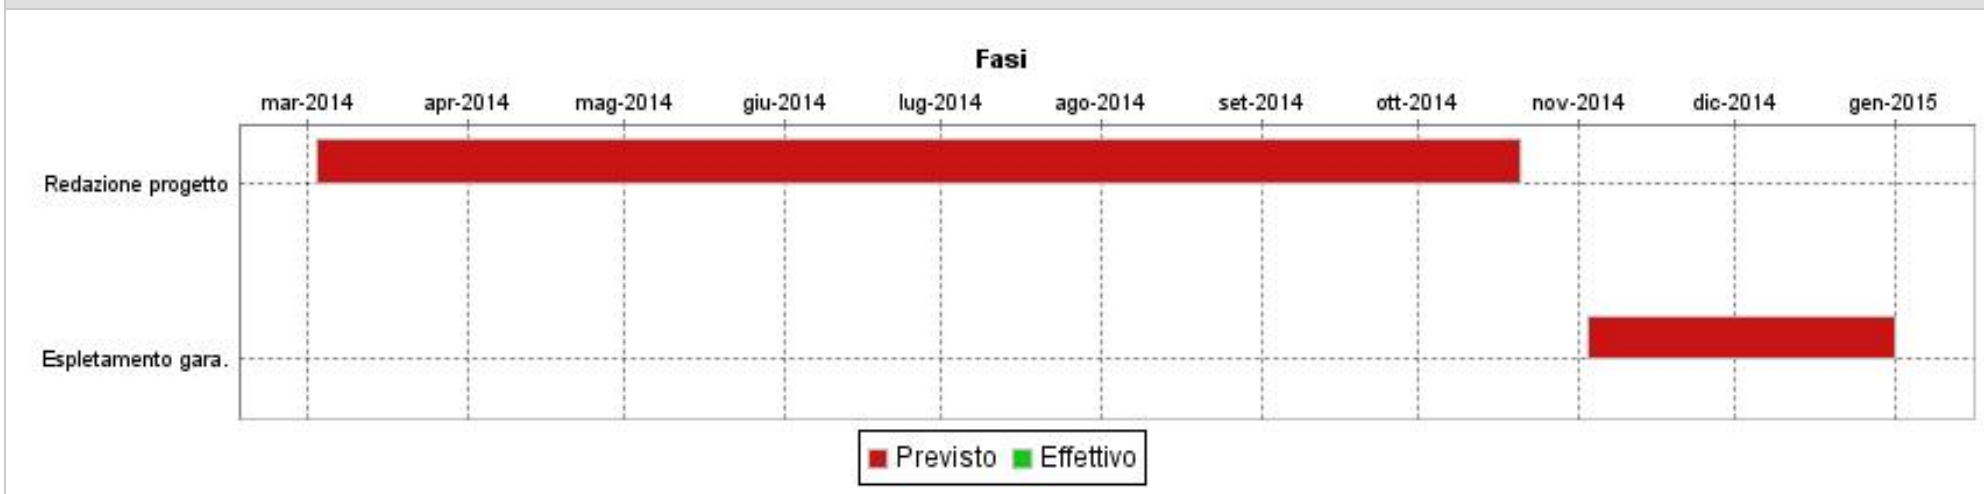 Fasi
mar-2014 apr-2014 mag-2014 giu-2014 lug-2014 ago-2014 set-2014 ott-2014 nov-2014 dic-2014 gen-2015
Redazione progetto
Espletamento gara.
Previsto Effettivo